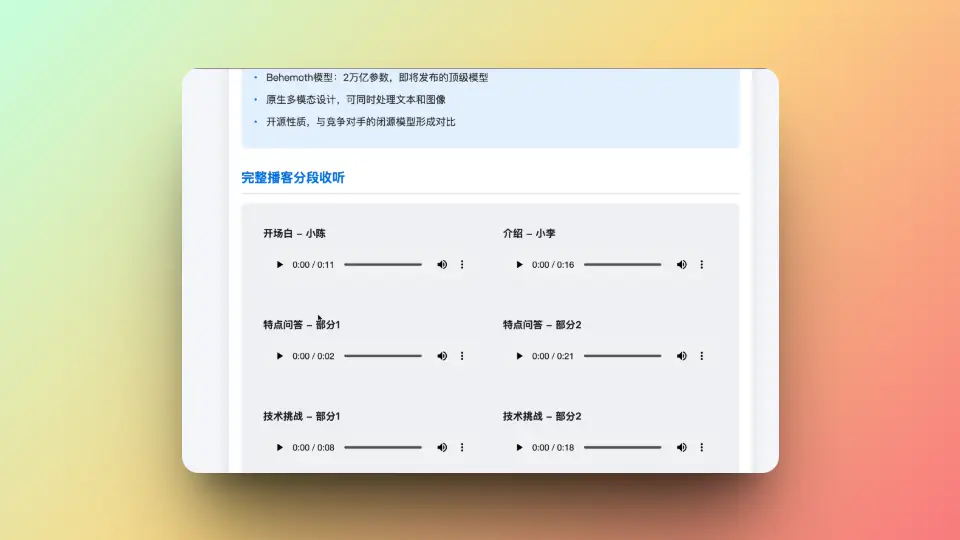 Behemoth模型：2万亿参数，即将发布的顶级模型
原生多模态设计，可同时处理文本和图像
开源性质，与竞争对手的闭源模型形成对比
完整播客分段收听
开场白 – 小陈
介绍 – 小李
0:00 / 0:11
0:00 / 0:16
特点问答 – 部分1
特点问答 – 部分2
0:00 / 0:02
0:00 / 0:21
技术挑战 – 部分1
技术挑战 – 部分2
0:00 / 0:08
0:00 / 0:18